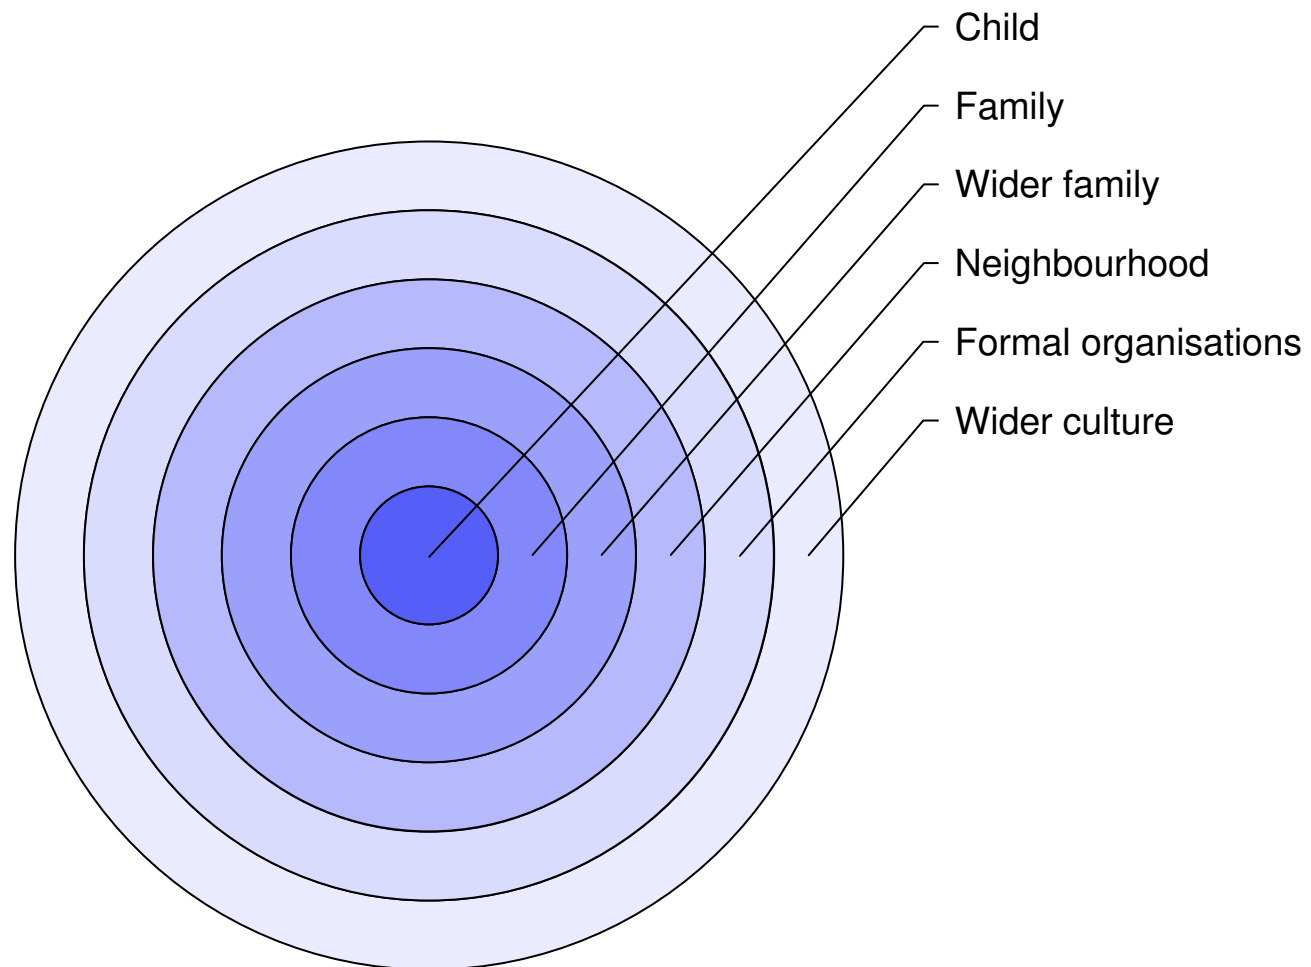 Child
Family
Wider family
Neighbourhood
Formal organisations
Wider culture